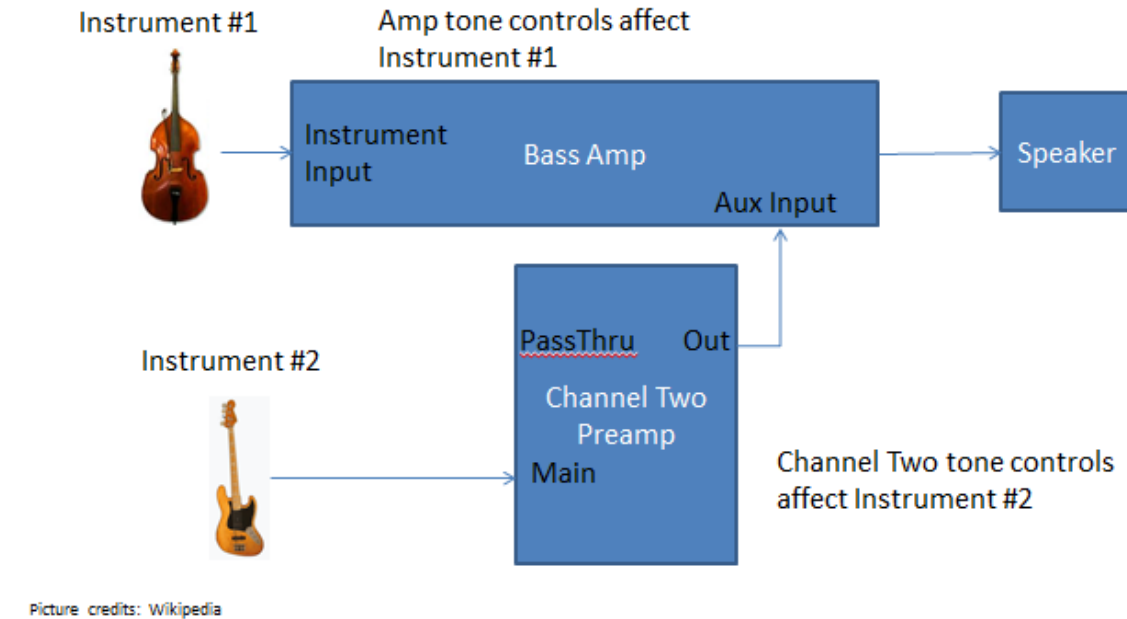 Instrument #1
Amp tone controls affect
Instrument #1
Instrument
Input
Bass Amp
Aux Input
Speaker
PassThru
Out
Instrument #2
Channel Two
Preamp
Main
Channel Two tone controls
affect Instrument #2
Picture credits: Wikipedia